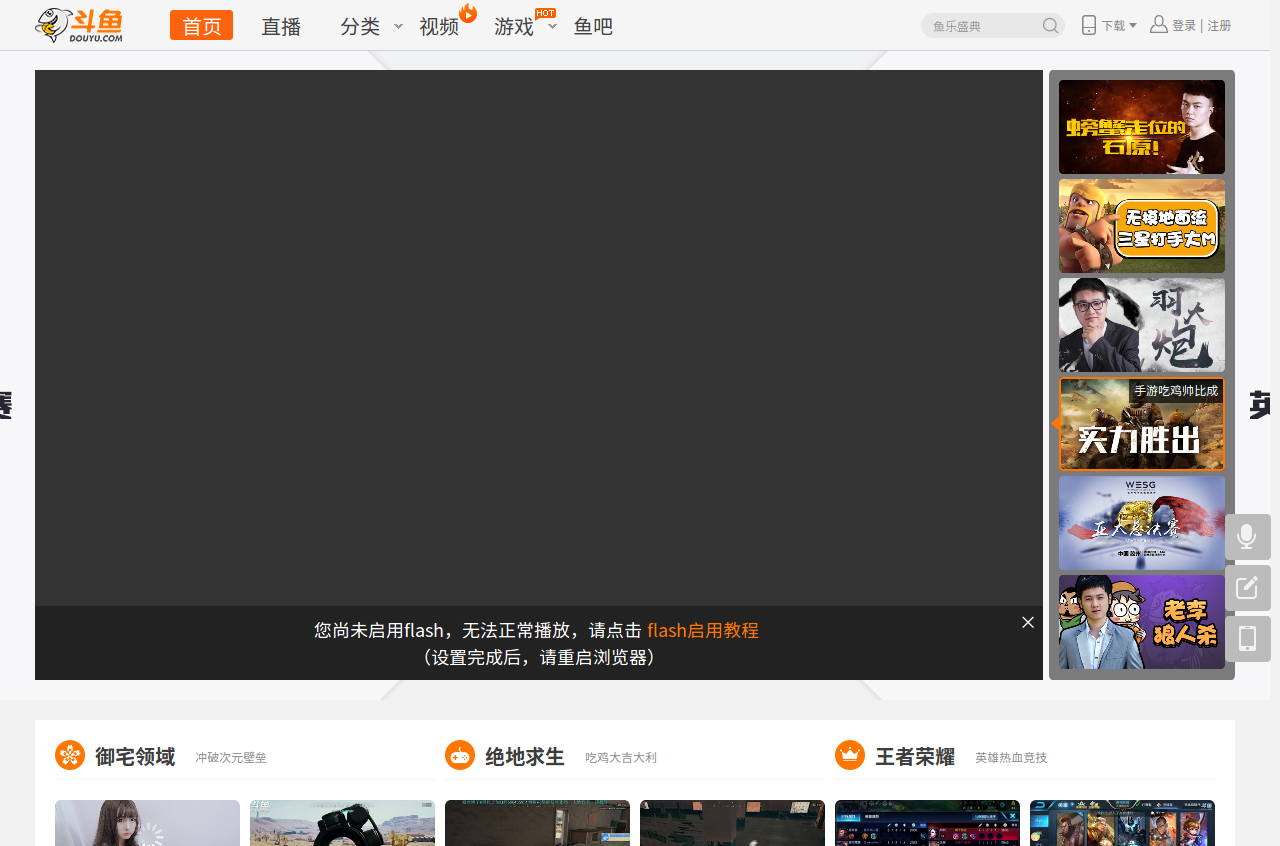 斗鱼
DOUYU.COM
首页
直播
分类
视频
游戏
HOT
鱼吧
鱼乐盛典
下载
登录 | 注册
螃蟹走位的
石原!
无模地面流
三星打手大M
羽大炮
手游吃鸡帅比成
实力胜出
赛
英
WESG
亚太总决赛
老李
狼人杀
您尚未启用flash，无法正常播放，请点击 flash启用教程
（设置完成后，请重启浏览器）
御宅领域
冲破次元壁垒
绝地求生
吃鸡大吉大利
王者荣耀
英雄热血竞技